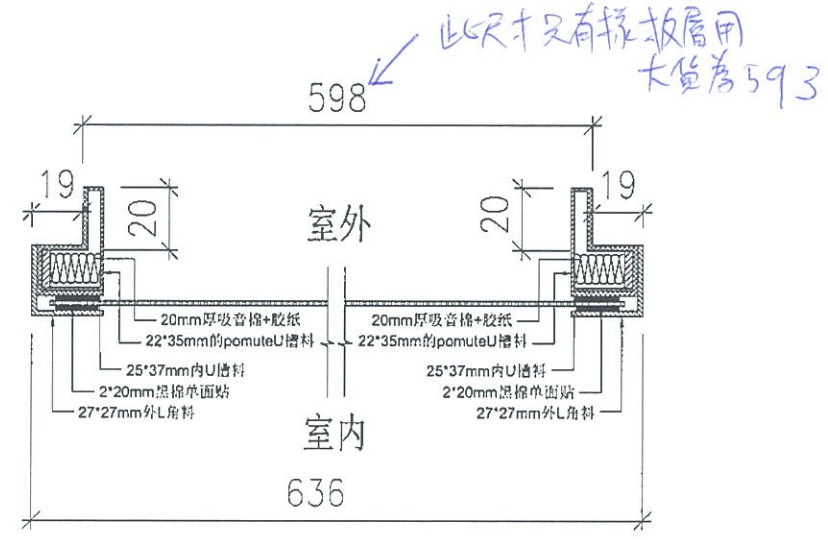 此尺寸只有樣板層用
大貨為593
598
19
20
室外
20
19
20mm厚吸音棉+胶纸
20mm厚吸音棉+胶纸
22*35mm的pomuteU槽料
22*35mm的pomuteU槽料
25*37mm内U槽料
25*37mm内U槽料
2*20mm黑棉单面贴
2*20mm黑棉单面贴
27*27mm外L角料
27*27mm外L角料
室内
636